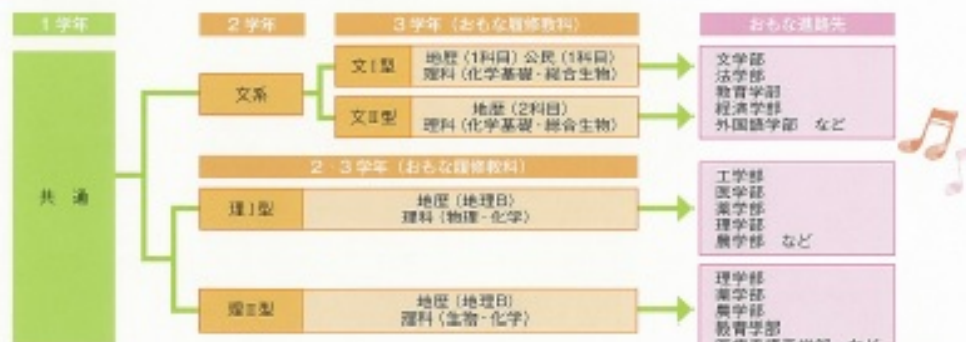 1学年
2学年
3学年（おもな履修教科）
おもな進路先
共 通
文系
文Ⅰ型
地歴（1科目）公民（1科目）
理科（化学基礎・総合生物）
文学部
法学部
教育学部
経済学部
外国語学部 など
文Ⅱ型
地歴（2科目）
理科（化学基礎・総合生物）
2・3学年（おもな履修教科）
理Ⅰ型
地歴（地理B）
理科（物理・化学）
工学部
医学部
薬学部
理学部
農学部 など
理Ⅱ型
地歴（地理B）
理科（生物・化学）
理学部
薬学部
農学部
教育学部